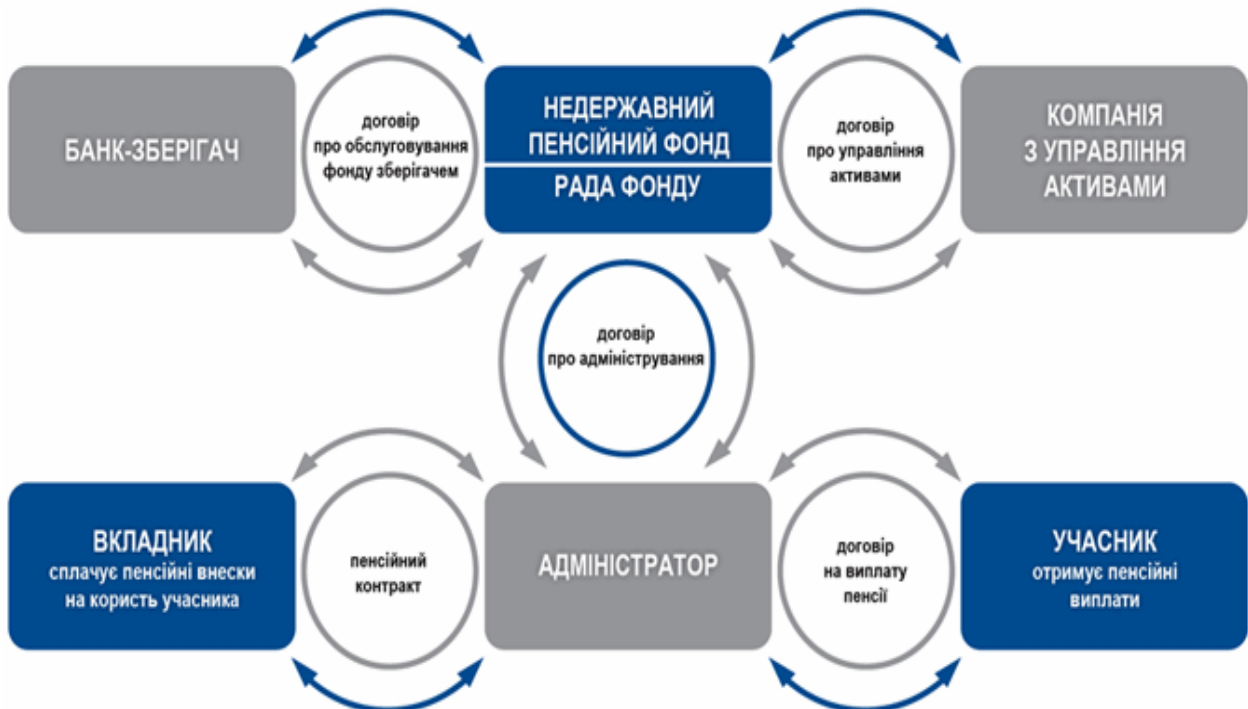 БАНК-ЗБЕРІГАЧ
договір
про обслуговування
фонду зберігачем
НЕДЕРЖАВНИЙ
ПЕНСІЙНИЙ ФОНД
РАДА ФОНДУ
договір
про управління
активами
КОМПАНІЯ
З УПРАВЛІННЯ
АКТИВАМИ
договір
про адміністрування
ВКЛАДНИК
сплачує пенсійні внески
на користь учасника
пенсійний
контракт
АДМІНІСТРАТОР
договір
на виплату
пенсії
УЧАСНИК
отримує пенсійні
виплати